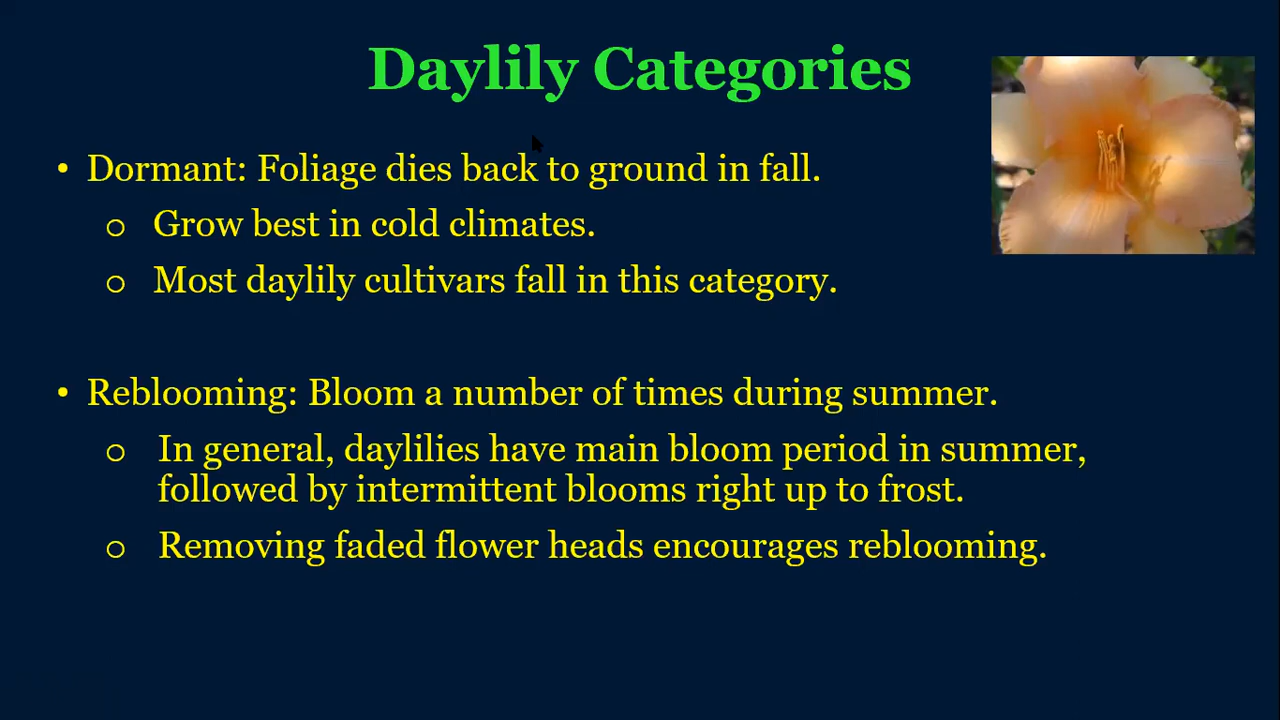 Daylily Categories
• Dormant: Foliage dies back to ground in fall.
o Grow best in cold climates.
o Most daylily cultivars fall in this category.
• Reblooming: Bloom a number of times during summer.
o In general, daylilies have main bloom period in summer,
followed by intermittent blooms right up to frost.
o Removing faded flower heads encourages reblooming.